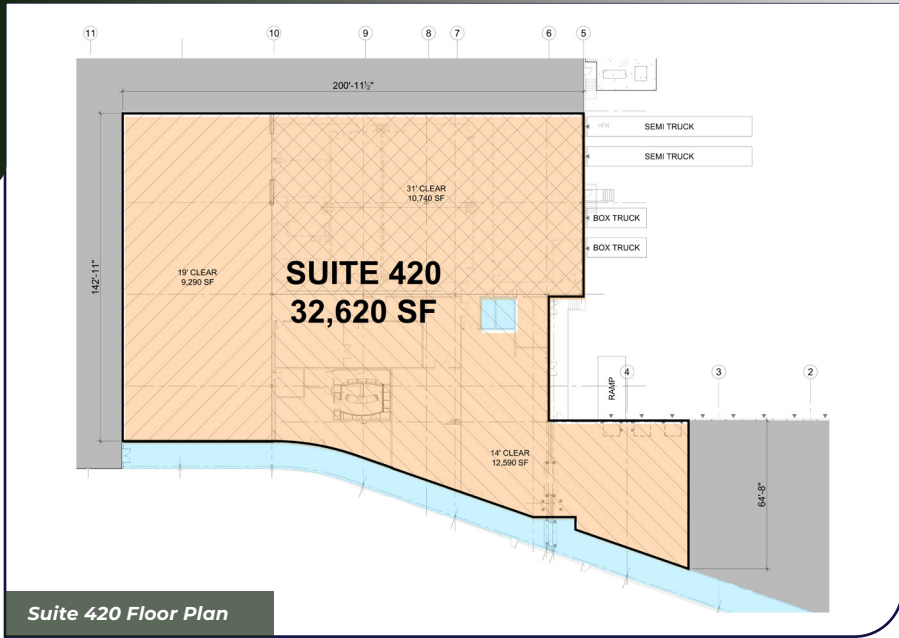 11
10
9
8
7
6
5
200'-11½"
SEMI TRUCK
SEMI TRUCK
31' CLEAR
10,740 SF
BOX TRUCK
BOX TRUCK
142'-11"
19' CLEAR
9,290 SF
SUITE 420
32,620 SF
RAMP
4
3
2
14' CLEAR
12,590 SF
64'-8"
Suite 420 Floor Plan